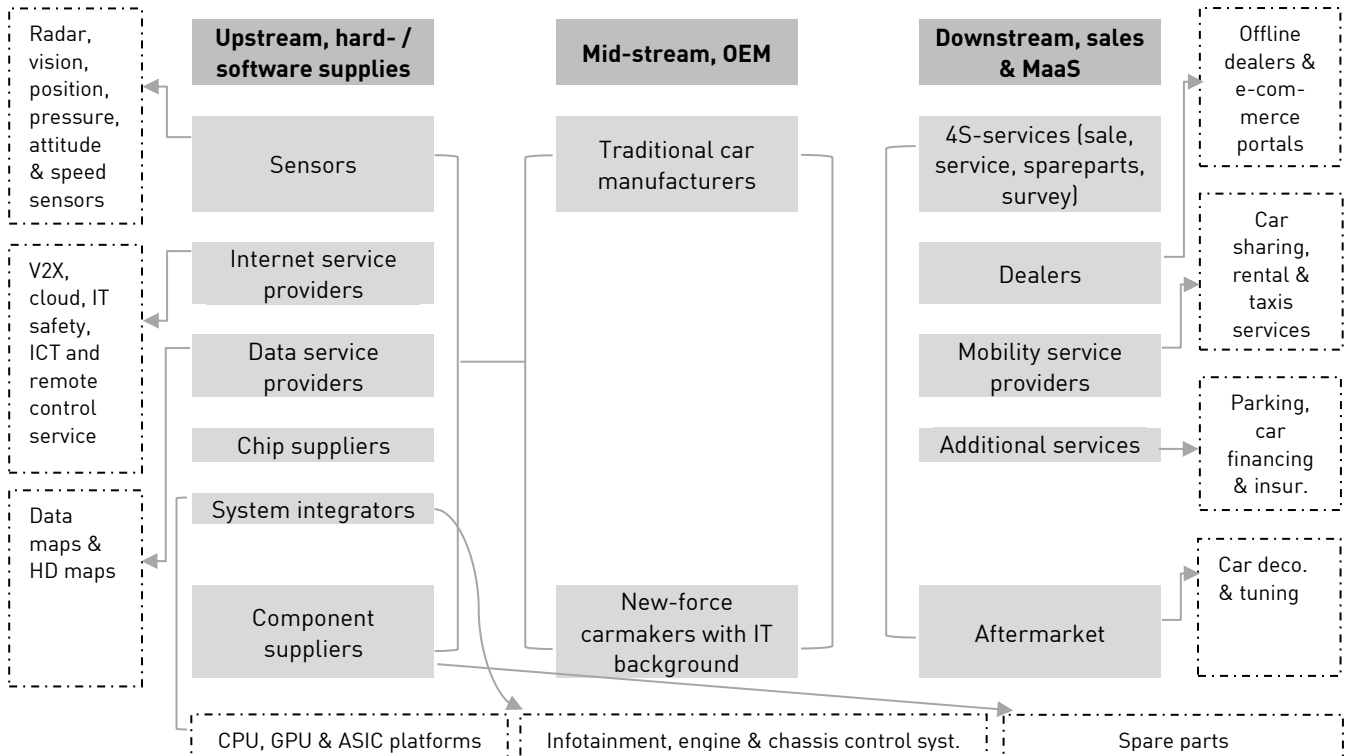 Radar,
vision,
position,
pressure,
attitude
& speed
sensors
V2X,
cloud, IT
safety,
ICT and
remote
control
service
Data
maps &
HD maps
Upstream, hard- /
software supplies
Sensors
Internet service
providers
Data service
providers
Chip suppliers
System integrators
Component
suppliers
Mid-stream, OEM
Traditional car
manufacturers
New-force
carmakers with IT
background
Downstream, sales
& MaaS
4S-services (sale,
service, spareparts,
survey)
Dealers
Mobility service
providers
Additional services
Aftermarket
Offline
dealers &
e-com-
merce
portals
Car
sharing,
rental &
taxis
services
Parking,
car
financing
& insur.
Car deco.
& tuning
CPU, GPU & ASIC platforms
Infotainment, engine & chassis control syst.
Spare parts